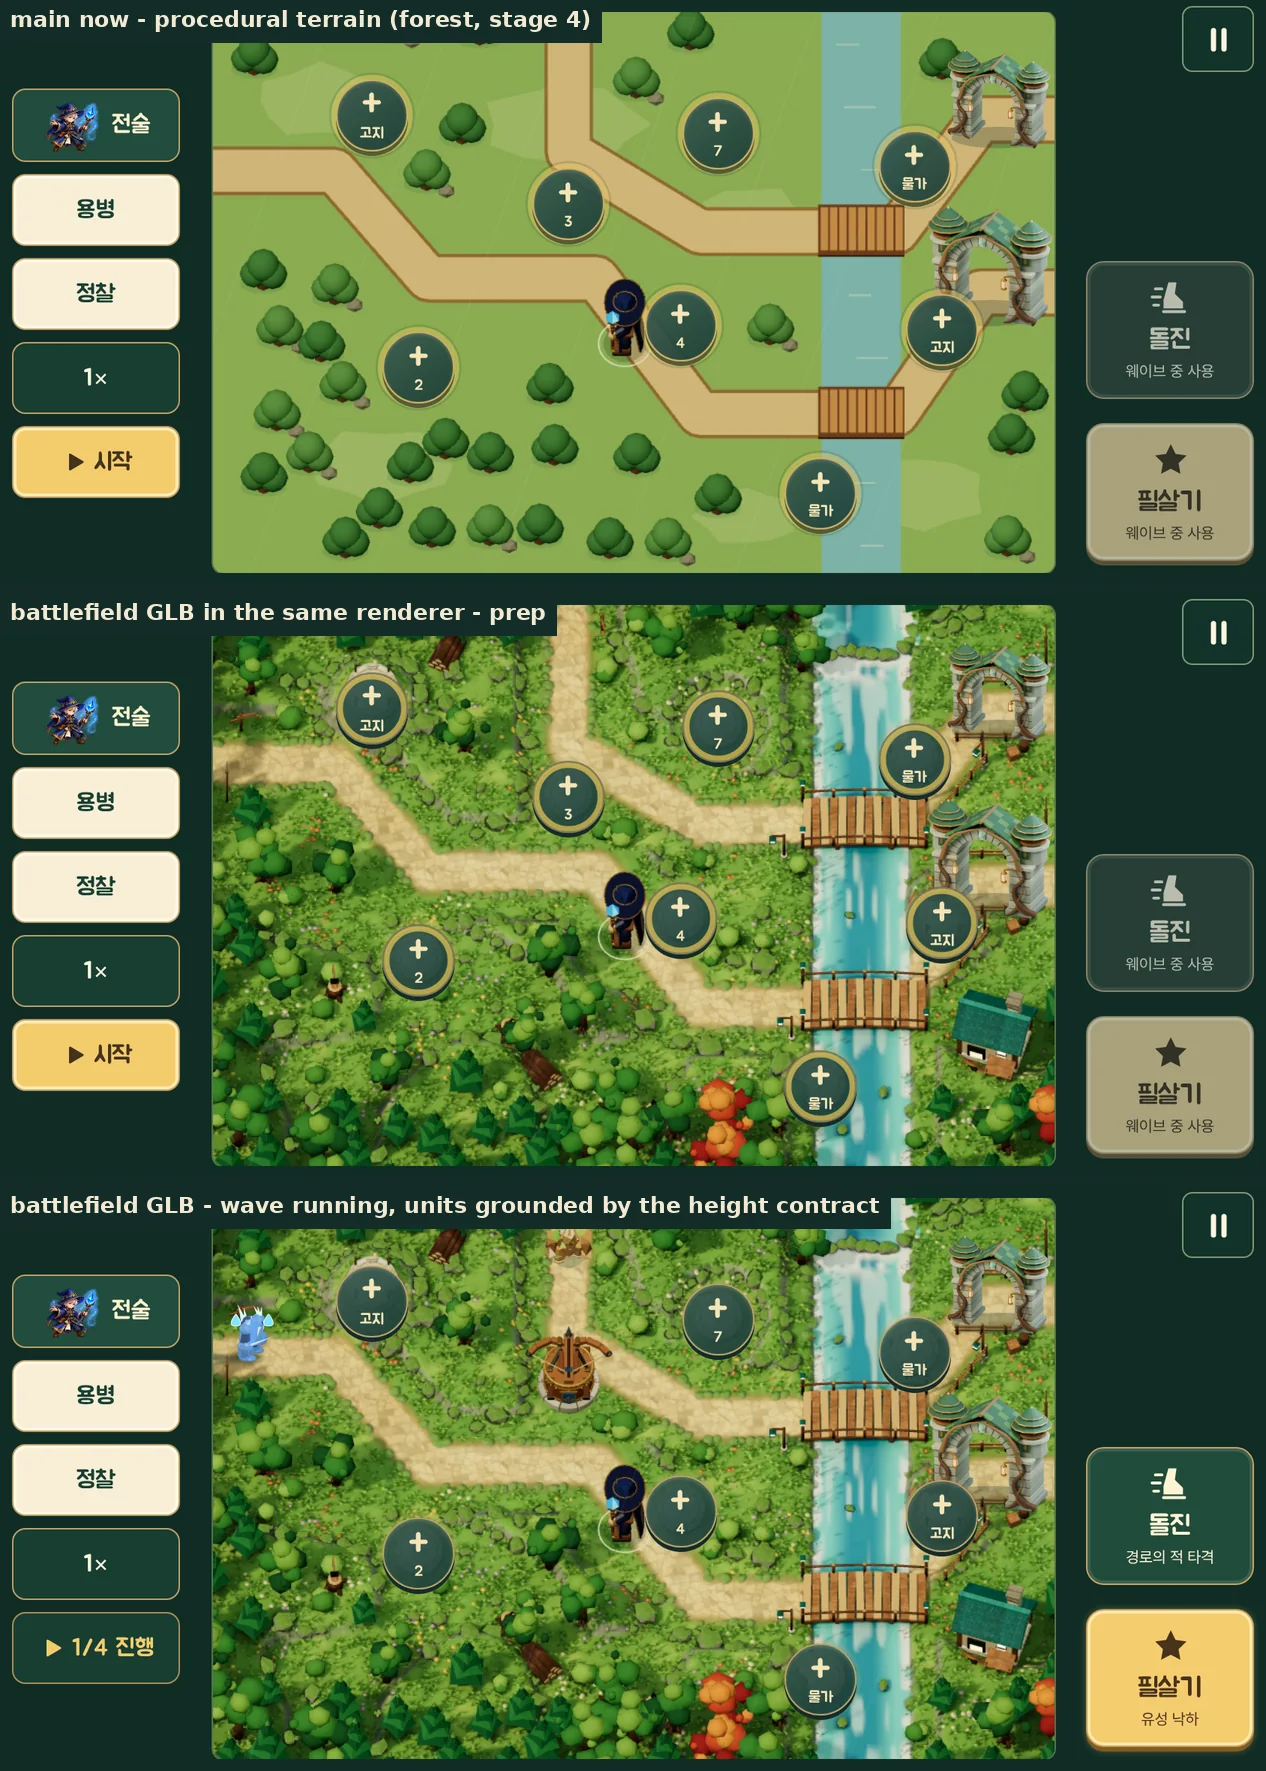 main now - procedural terrain (forest, stage 4)
전술
용병
정찰
1×
시작
고지
7
물가
3
4
고지
2
물가
돌진
웨이브 중 사용
필살기
웨이브 중 사용
battlefield GLB in the same renderer - prep
전술
용병
정찰
1×
시작
고지
7
물가
3
4
고지
2
물가
돌진
웨이브 중 사용
필살기
웨이브 중 사용
battlefield GLB - wave running, units grounded by the height contract
전술
용병
정찰
1×
1/4 진행
고지
7
물가
4
고지
2
물가
돌진
경로의 적 타격
필살기
유성 낙하